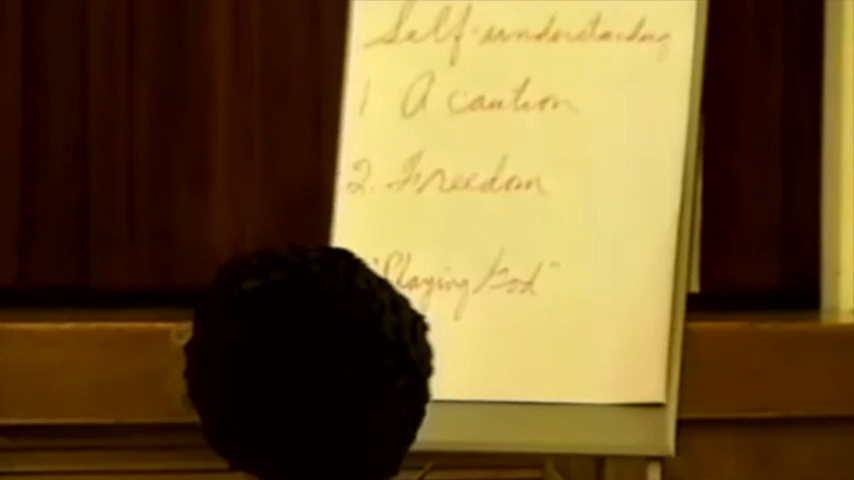 Self-understanding
1 A caution
2. Freedom
"Playing God"